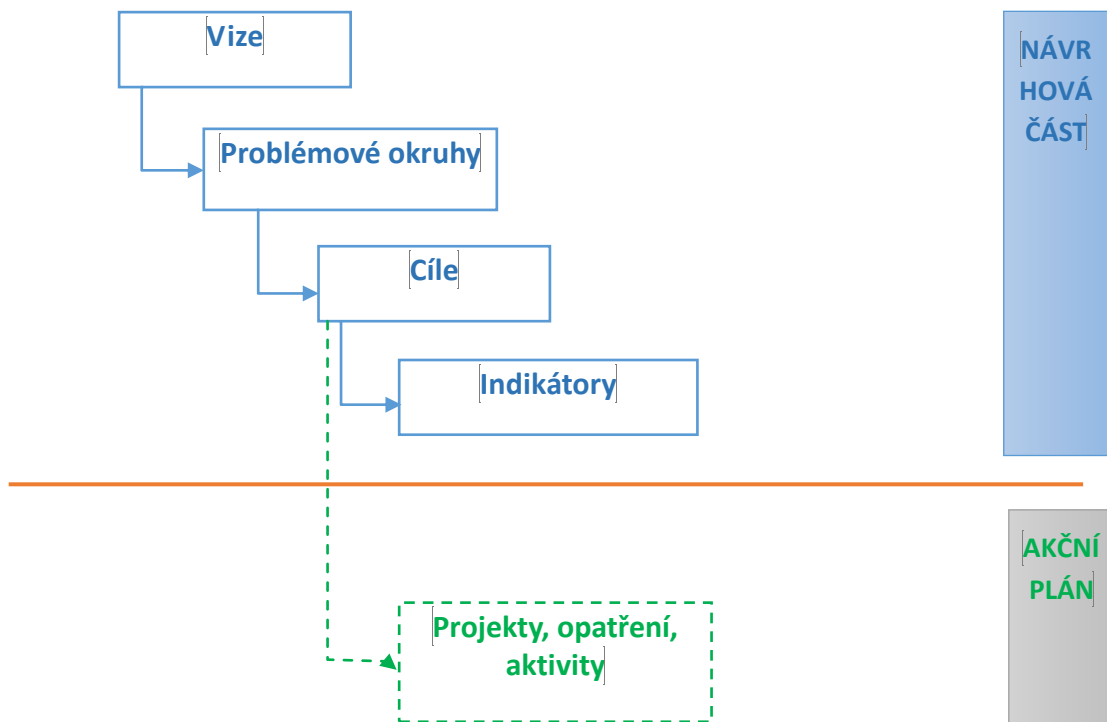 Vize
NÁVR
HOVÁ
ČÁST
Problémové okruhy
Cíle
Indikátory
AKČNÍ
PLÁN
Projekty, opatření,
aktivity